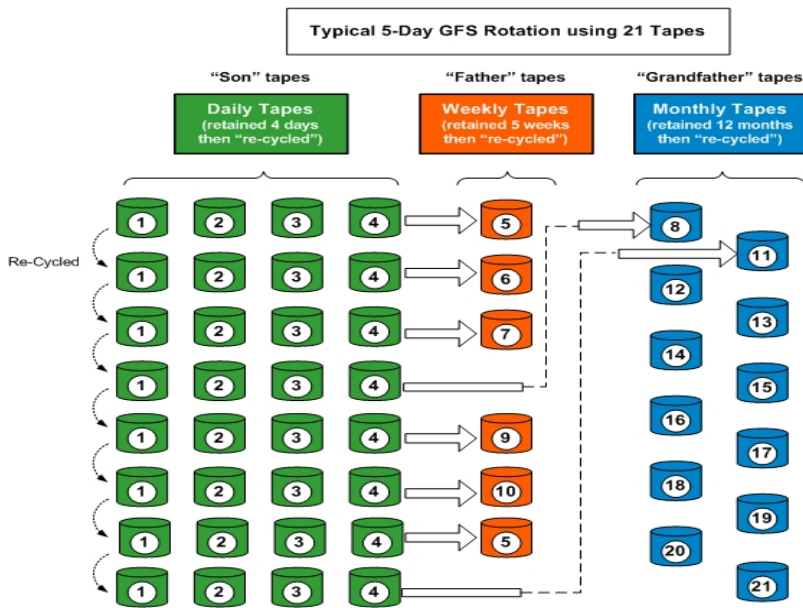 Typical 5-Day GFS Rotation using 21 Tapes
“Son” tapes
“Father” tapes
“Grandfather” tapes
Daily Tapes
(retained 4 days
then “re-cycled”)
Weekly Tapes
(retained 5 weeks
then “re-cycled”)
Monthly Tapes
(retained 12 months
then “re-cycled”)
1 2 3 4 5 8
11
Re-Cycled
1 2 3 4 6 12
13
1 2 3 4 7 14
1 2 3 4 15
16
1 2 3 4 9 17
1 2 3 4 10 18
19
1 2 3 4 5 20
1 2 3 4 21